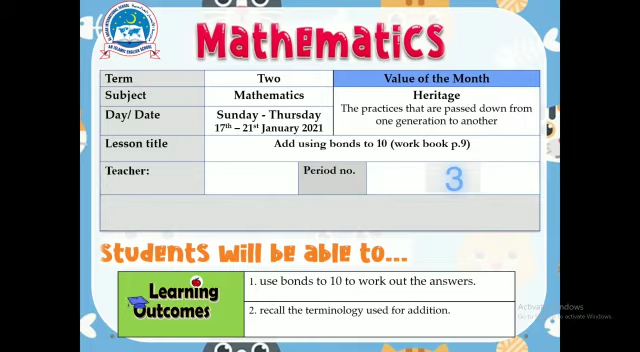 Mathematics
Term Two Value of the Month
Subject Mathematics Heritage
The practices that are passed down from
one generation to another
Day/ Date Sunday - Thursday
17th – 21st January 2021
Lesson title Add using bonds to 10 (work book p.9)
Teacher: Period no. 3
Students will be able to...
Learning
Outcomes
1. use bonds to 10 to work out the answers.
2. recall the terminology used for addition.